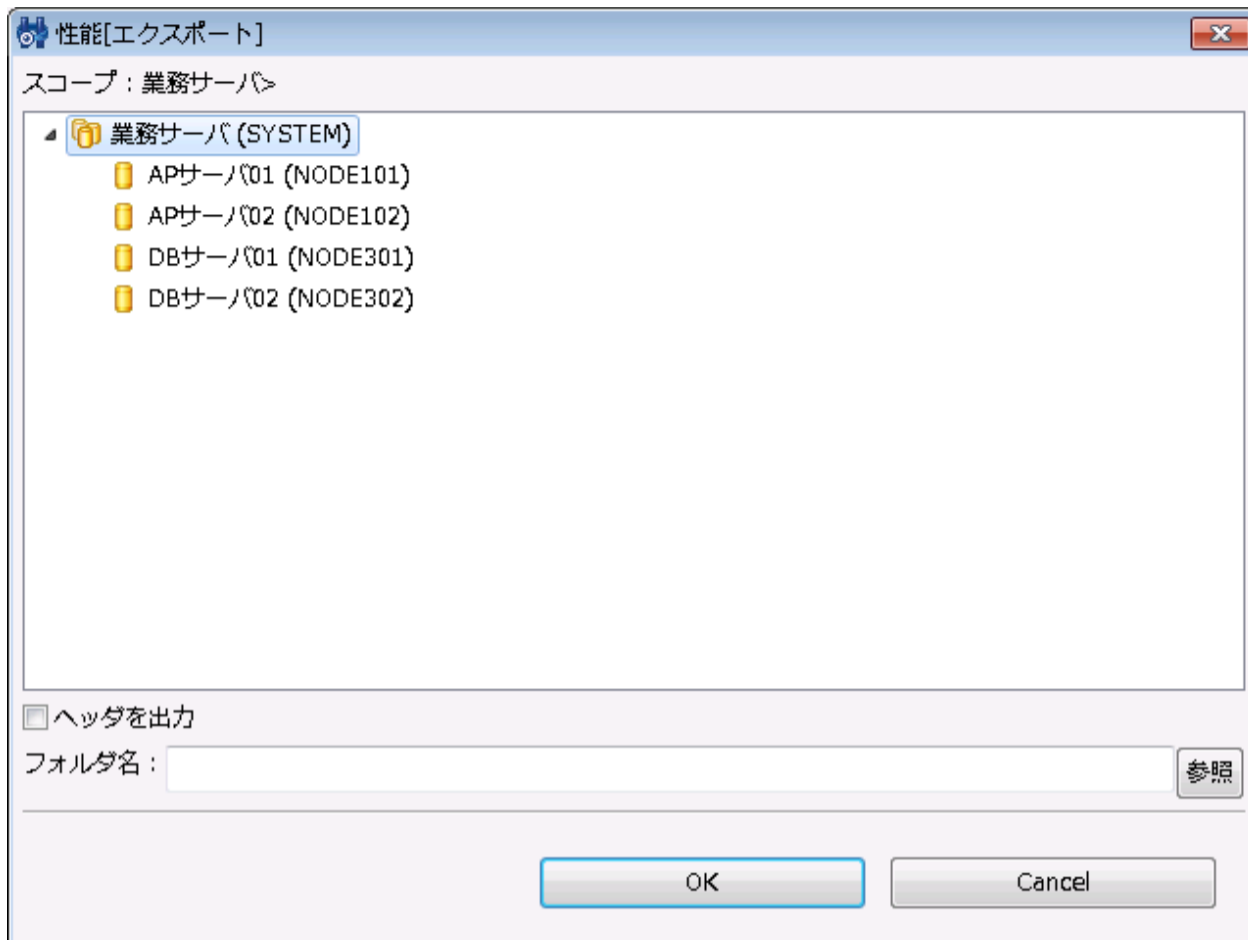 性能[エクスポート]
スコープ : 業務サーバ>
業務サーバ (SYSTEM)
APサーバ01 (NODE101)
APサーバ02 (NODE102)
DBサーバ01 (NODE301)
DBサーバ02 (NODE302)
ヘッダを出力
フォルダ名 : 参照
OK Cancel